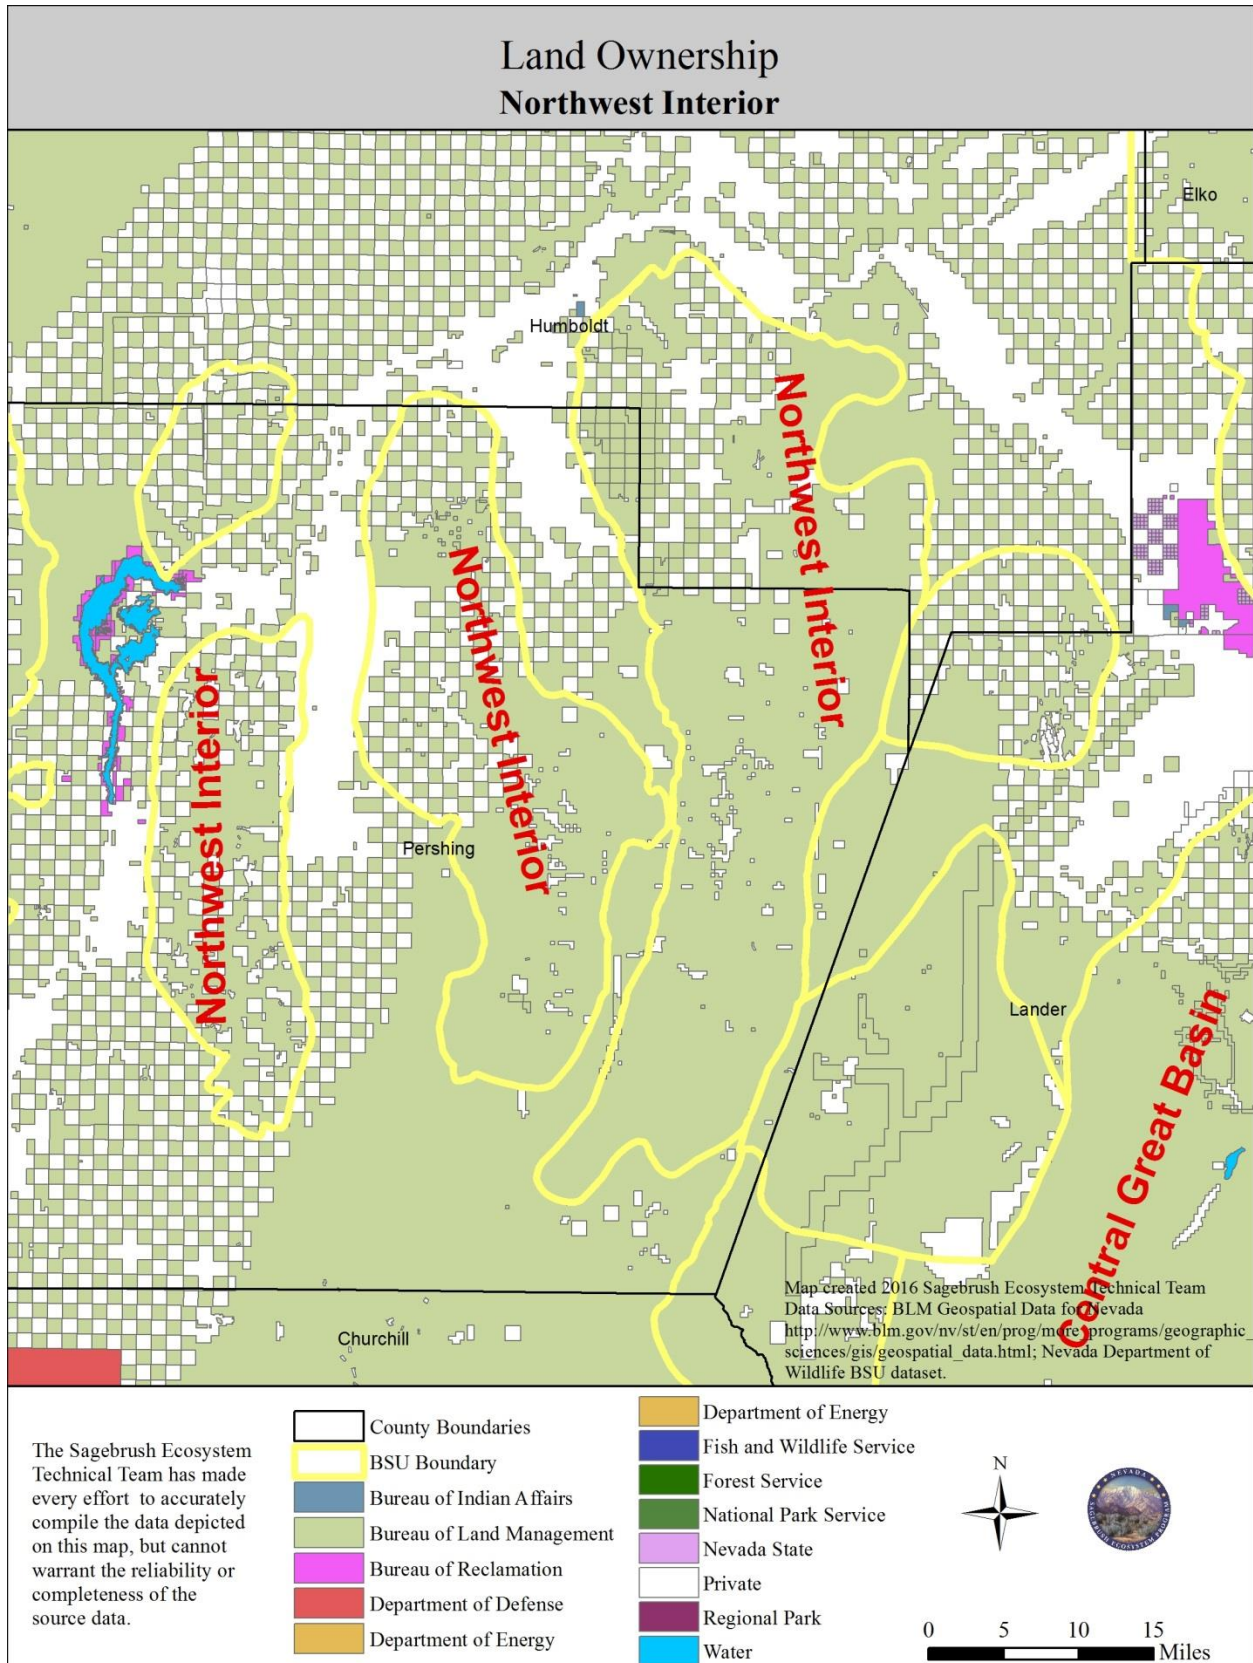 Land Ownership
Northwest Interior
Elko
Humboldt
Northwest Interior
Northwest Interior
Northwest Interior
Pershing
Lander
Central Great Basin
Churchill
Map created 2016 Sagebrush Ecosystem Technical Team
Data Sources: BLM Geospatial Data for Nevada
http://www.blm.gov/nv/st/en/prog/more_programs/geographic_
sciences/gis/geospatial_data.html; Nevada Department of
Wildlife BSU dataset.
The Sagebrush Ecosystem
Technical Team has made
every effort to accurately
compile the data depicted
on this map, but cannot
warrant the reliability or
completeness of the
source data.
County Boundaries
BSU Boundary
Bureau of Indian Affairs
Bureau of Land Management
Bureau of Reclamation
Department of Defense
Department of Energy
Department of Energy
Fish and Wildlife Service
Forest Service
National Park Service
Nevada State
Private
Regional Park
Water
N
NEVADA
SAGEBRUSH ECOSYSTEM PROGRAM
0 5 10 15
Miles